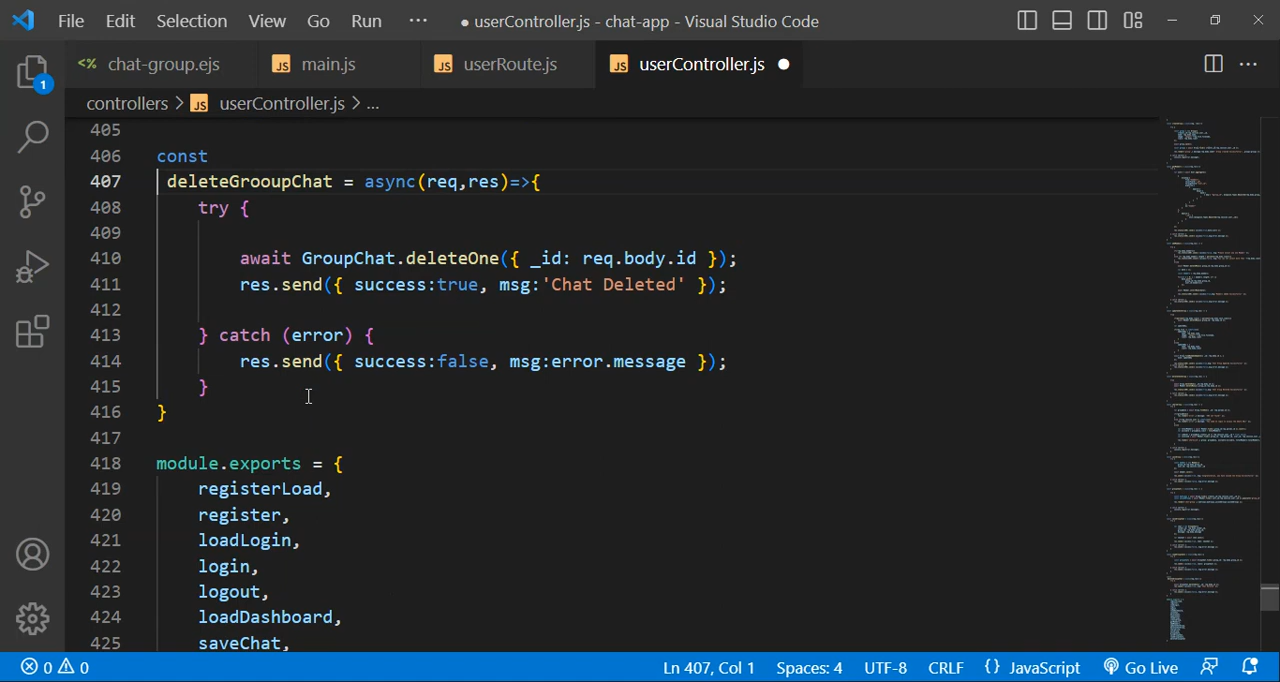 File Edit Selection View Go Run ··· ● userController.js - chat-app - Visual Studio Code
<% chat-group.ejs JS main.js JS userRoute.js JS userController.js ●
1
controllers > JS userController.js > ...
405
406 const
407 deleteGrooupChat = async(req,res)=>{
408 try {
409
410 await GroupChat.deleteOne({ _id: req.body.id });
411 res.send({ success:true, msg:'Chat Deleted' });
412
413 } catch (error) {
414 res.send({ success:false, msg:error.message });
415 }
416 }
417
418 module.exports = {
419 registerLoad,
420 register,
421 loadLogin,
422 login,
423 logout,
424 loadDashboard,
425 saveChat,
0 0 Ln 407, Col 1 Spaces: 4 UTF-8 CRLF {} JavaScript Go Live